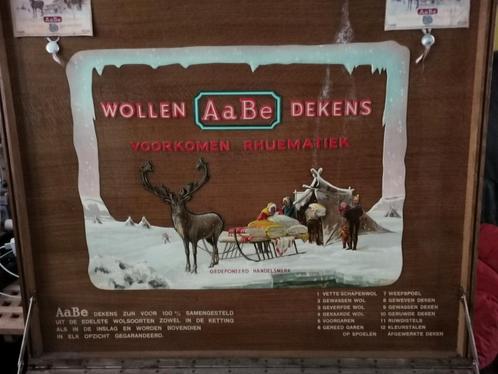 AaBe
AaBe
WOLLEN AaBe DEKENS
VOORKOMEN RHUEMATIEK
GEDEPONEERD HANDELSMERK
AaBe DEKENS ZIJN VOOR 100% SAMENGESTELD
UIT DE EDELSTE WOLSOORTEN ZOWEL IN DE KETTING
ALS IN DE INSLAG EN WORDEN BOVENDIEN
IN ELK OPZICHT GEGARANDEERD.
1 VETTE SCHAPENWOL
2 GEWASSEN WOL
3 GEVERFDE WOL
4 GEKAARDE WOL
5 VOORGAREN
6 GEREED GAREN
OP SPOELEN
7 WEEFSPOEL
8 GEWEVEN DEKEN
9 GEWASSEN DEKEN
10 GERUWDE DEKEN
11 RUWDISTELS
12 KLEURSTALEN
AFGEWERKTE DEKEN